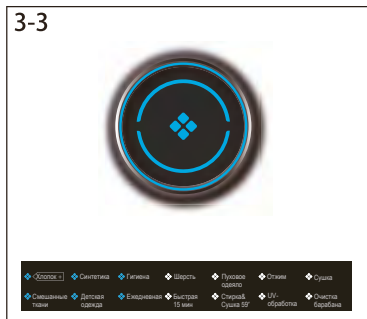 3-3
Хлопок + Синтетика Гигиена Шерсть Пуховое одеяло Отжим Сушка
Смешанные ткани Детская одежда Ежедневная Быстрая 15 мин Стирка& Сушка 59' UV-обработка Очистка барабана